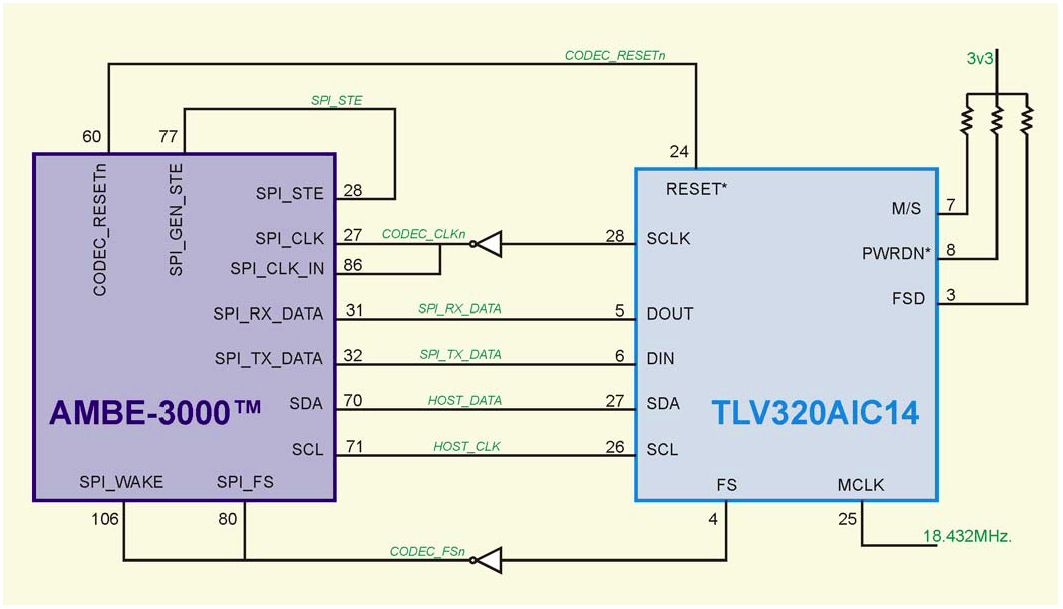 CODEC_RESETn
3v3
SPI_STE
60
77
24
CODEC_RESETn
SPI_GEN_STE
SPI_STE
28
RESET*
M/S
7
SPI_CLK
27
CODEC_CLKn
28
SCLK
PWRDN*
8
SPI_CLK_IN
86
FSD
3
SPI_RX_DATA
31
SPI_RX_DATA
5
DOUT
SPI_TX_DATA
32
SPI_TX_DATA
6
DIN
AMBE-3000™
SDA
70
HOST_DATA
27
SDA
TLV320AIC14
SCL
71
HOST_CLK
26
SCL
SPI_WAKE
SPI_FS
FS
MCLK
106
80
4
25
18.432MHz.
CODEC_FSn